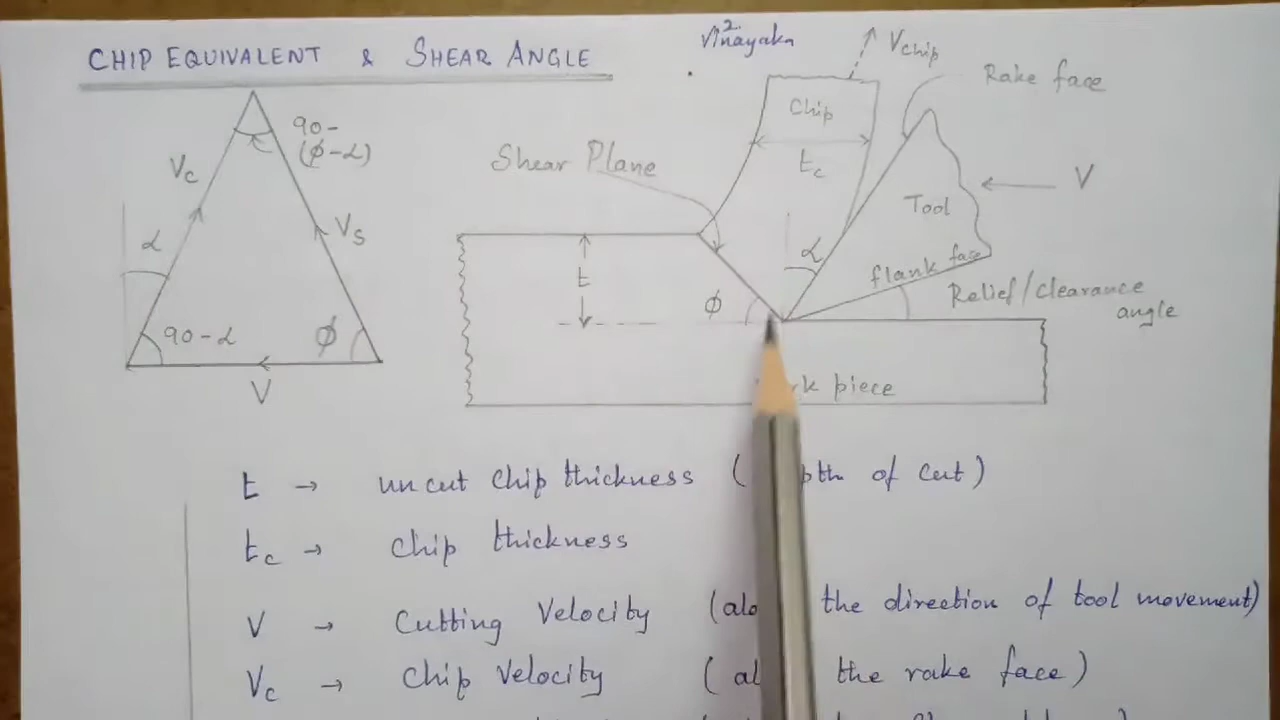 CHIP EQUIVALENT & SHEAR ANGLE
Vinayaka
2
Vchip
Rake face
Chip
tc
Shear Plane
Tool
V
90-
(ϕ-α)
Vc
Vs
α
90-α
ϕ
V
t
ϕ
α
flank face
Relief/clearance
angle
piece
t → uncut chip thickness ( of cut)
tc → chip thickness
V → Cutting Velocity ( the direction of tool movement)
Vc → Chip Velocity ( the rake face)